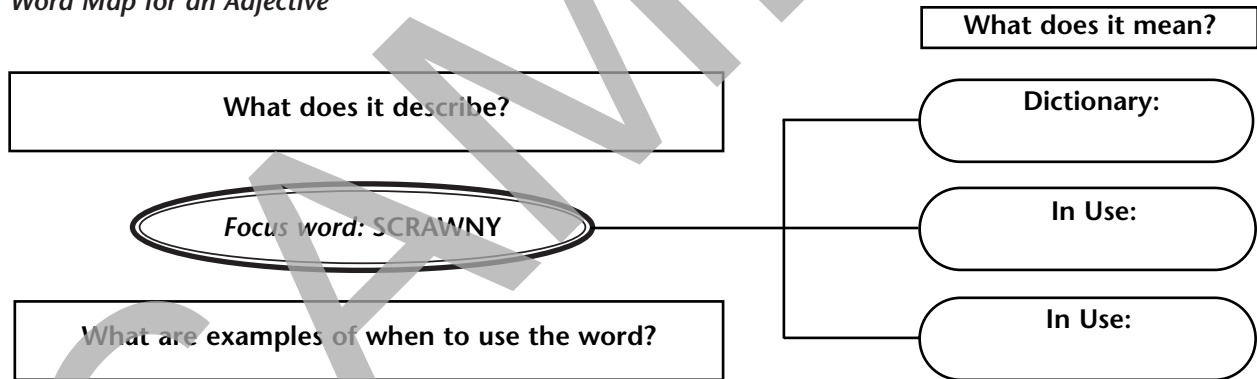 Word Map for an Adjective
What does it mean?
What does it describe?
Dictionary:
Focus word: SCRAWNY
In Use:
What are examples of when to use the word?
In Use: